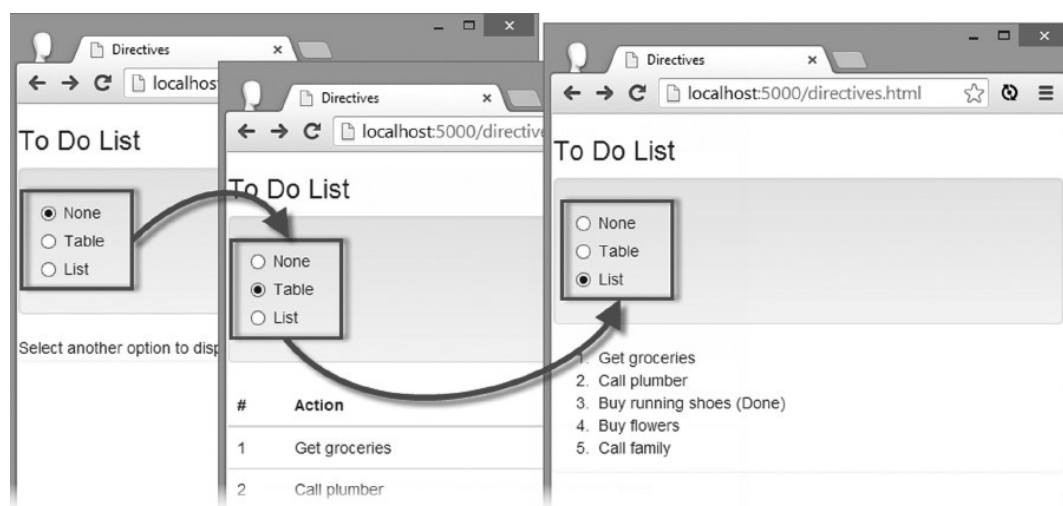 Directives
localhos
To Do List
None
Table
List
Select another option to disp
Directives
localhost:5000/directive
To Do List
None
Table
List
# Action
1 Get groceries
2 Call plumber
Directives
localhost:5000/directives.html
To Do List
None
Table
List
1. Get groceries
2. Call plumber
3. Buy running shoes (Done)
4. Buy flowers
5. Call family